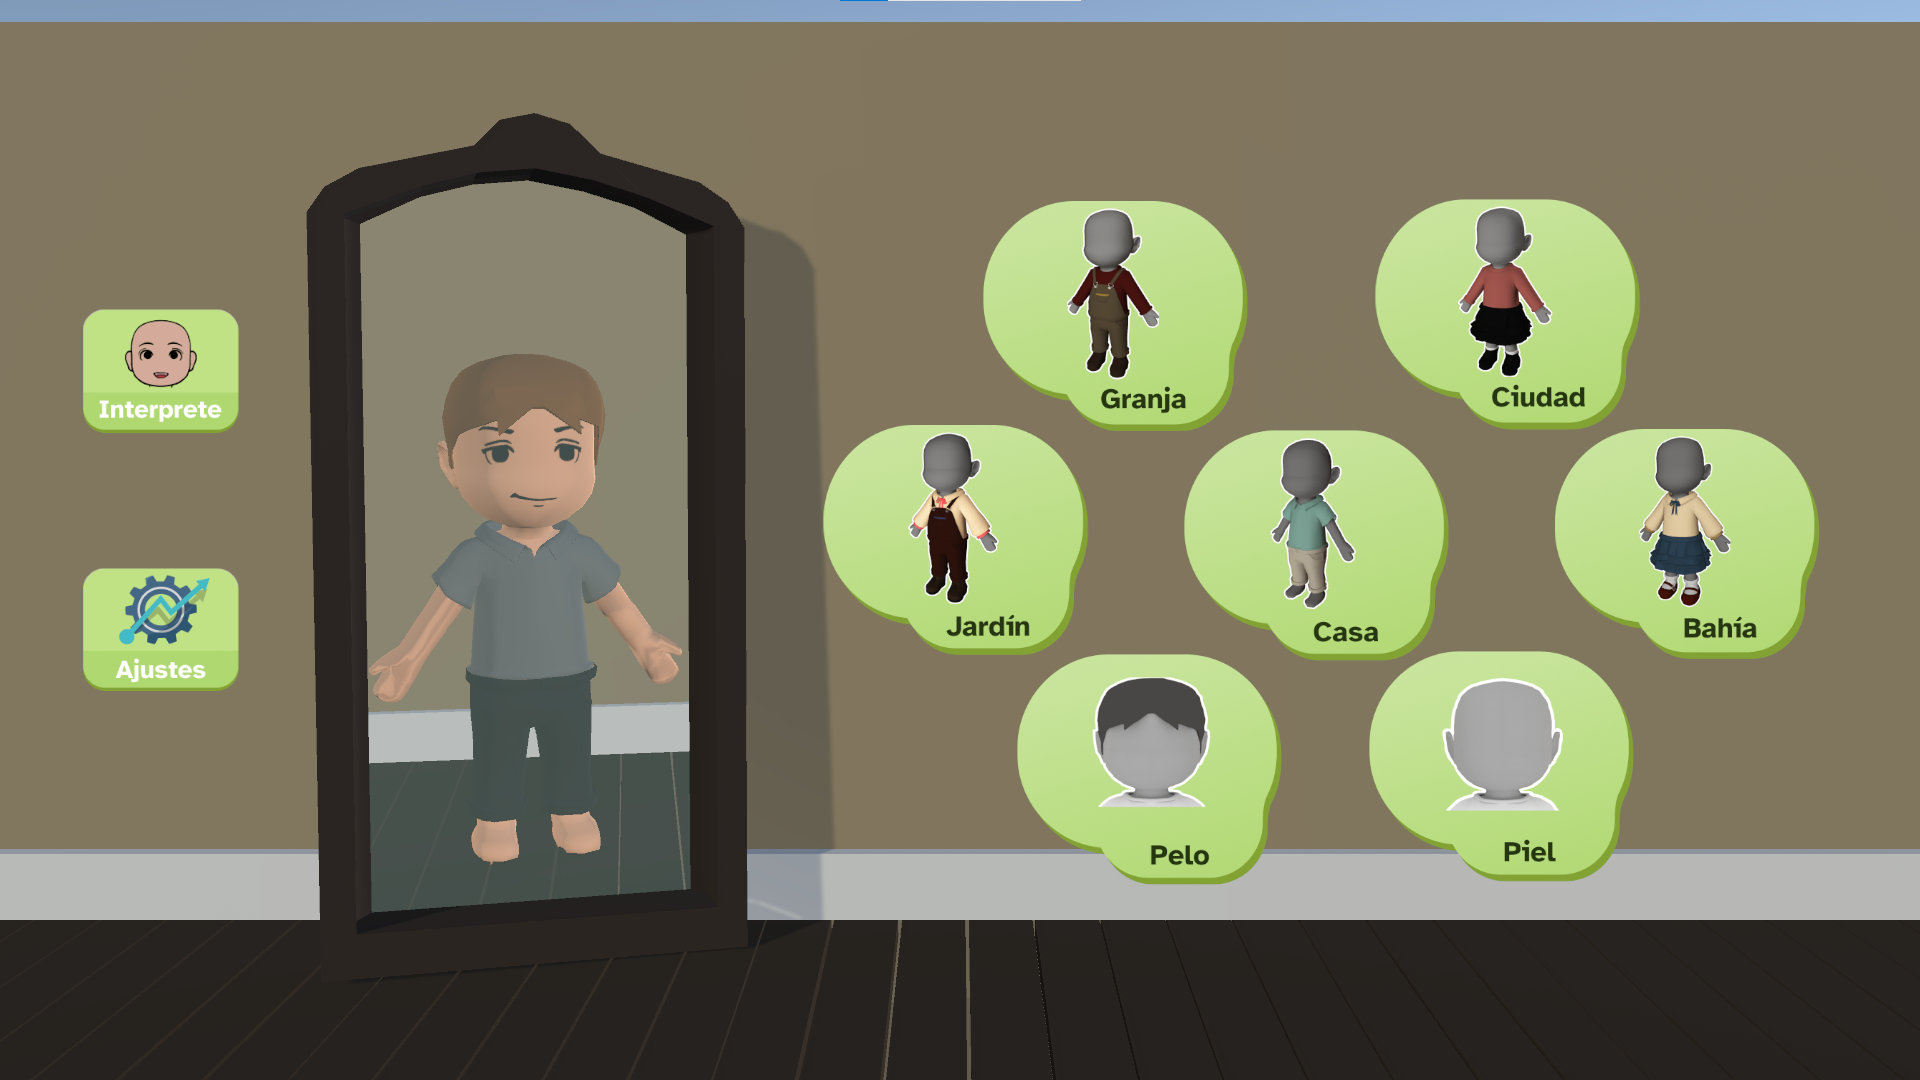 Interprete
Ajustes
Granja
Ciudad
Jardín
Casa
Bahía
Pelo
Piel